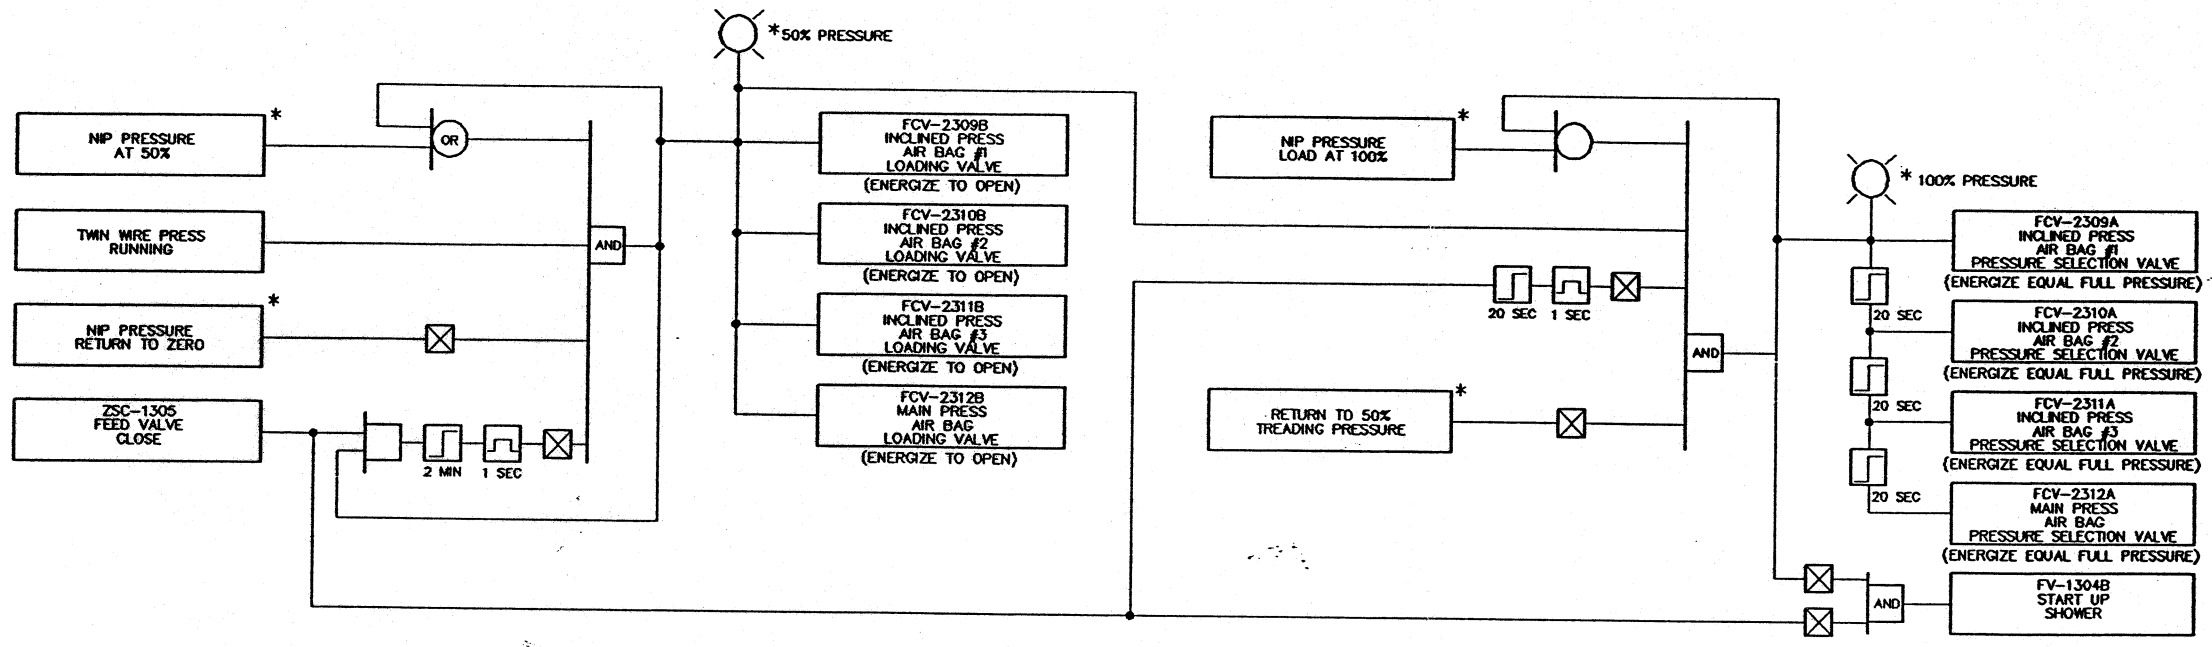 *50% PRESSURE
NIP PRESSURE
AT 50%
*
OR
TWIN WIRE PRESS
RUNNING
AND
NIP PRESSURE
RETURN TO ZERO
*
ZSC-1305
FEED VALVE
CLOSE
2 MIN
1 SEC
FCV-2309B
INCLINED PRESS
AIR BAG #1
LOADING VALVE
(ENERGIZE TO OPEN)
FCV-2310B
INCLINED PRESS
AIR BAG #2
LOADING VALVE
(ENERGIZE TO OPEN)
FCV-2311B
INCLINED PRESS
AIR BAG #3
LOADING VALVE
(ENERGIZE TO OPEN)
FCV-2312B
MAIN PRESS
AIR BAG
LOADING VALVE
(ENERGIZE TO OPEN)
NIP PRESSURE
LOAD AT 100%
*
20 SEC
1 SEC
AND
RETURN TO 50%
TREADING PRESSURE
*
* 100% PRESSURE
FCV-2309A
INCLINED PRESS
AIR BAG #1
PRESSURE SELECTION VALVE
(ENERGIZE EQUAL FULL PRESSURE)
20 SEC
FCV-2310A
INCLINED PRESS
AIR BAG #2
PRESSURE SELECTION VALVE
(ENERGIZE EQUAL FULL PRESSURE)
20 SEC
FCV-2311A
INCLINED PRESS
AIR BAG #3
PRESSURE SELECTION VALVE
(ENERGIZE EQUAL FULL PRESSURE)
20 SEC
FCV-2312A
MAIN PRESS
AIR BAG
PRESSURE SELECTION VALVE
(ENERGIZE EQUAL FULL PRESSURE)
AND
FV-1304B
START UP
SHOWER